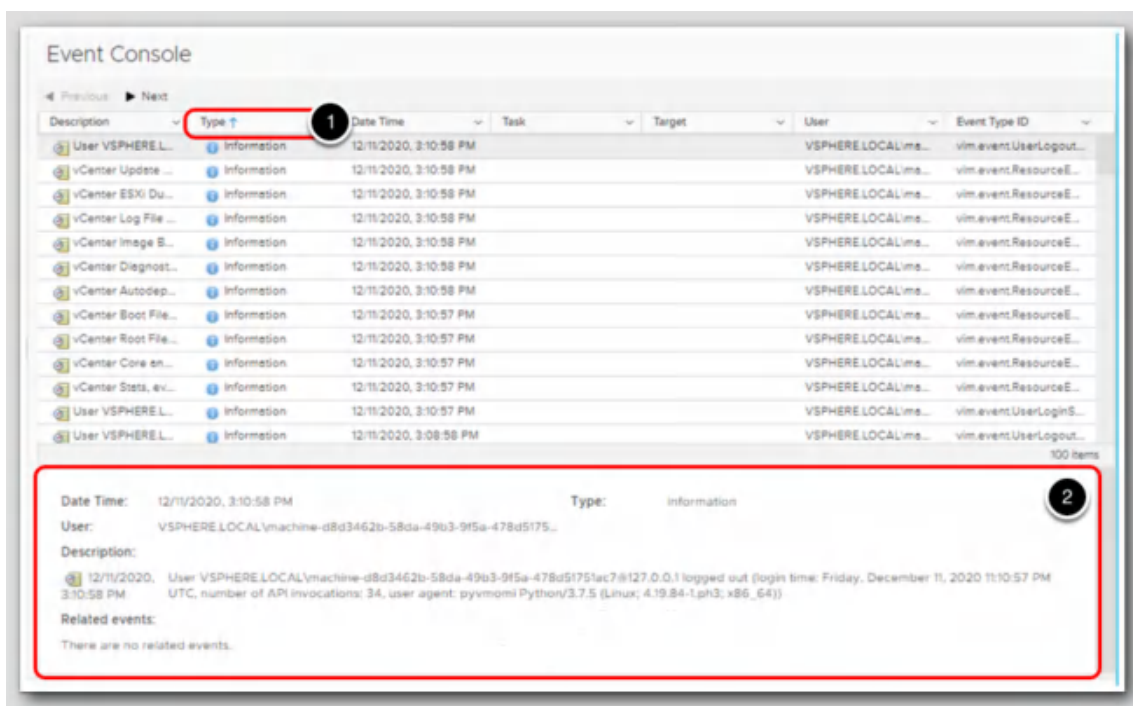 Event Console
Previous Next
Description Type 1 Date Time Task Target User Event Type ID
User VSPHERE.L... Information 12/11/2020, 3:10:58 PM VSPHERE.LOCAL\ma... vim.event.UserLogout...
vCenter Update ... Information 12/11/2020, 3:10:58 PM VSPHERE.LOCAL\ma... vim.event.ResourceE...
vCenter ESXi Du... Information 12/11/2020, 3:10:58 PM VSPHERE.LOCAL\ma... vim.event.ResourceE...
vCenter Log File ... Information 12/11/2020, 3:10:58 PM VSPHERE.LOCAL\ma... vim.event.ResourceE...
vCenter Image B... Information 12/11/2020, 3:10:58 PM VSPHERE.LOCAL\ma... vim.event.ResourceE...
vCenter Diagnost... Information 12/11/2020, 3:10:58 PM VSPHERE.LOCAL\ma... vim.event.ResourceE...
vCenter Autodep... Information 12/11/2020, 3:10:58 PM VSPHERE.LOCAL\ma... vim.event.ResourceE...
vCenter Boot File... Information 12/11/2020, 3:10:57 PM VSPHERE.LOCAL\ma... vim.event.ResourceE...
vCenter Root File... Information 12/11/2020, 3:10:57 PM VSPHERE.LOCAL\ma... vim.event.ResourceE...
vCenter Core an... Information 12/11/2020, 3:10:57 PM VSPHERE.LOCAL\ma... vim.event.ResourceE...
vCenter Stats, ev... Information 12/11/2020, 3:10:57 PM VSPHERE.LOCAL\ma... vim.event.ResourceE...
User VSPHERE.L... Information 12/11/2020, 3:10:57 PM VSPHERE.LOCAL\ma... vim.event.UserLoginS...
User VSPHERE.L... Information 12/11/2020, 3:08:58 PM VSPHERE.LOCAL\ma... vim.event.UserLogout...
100 items
Date Time: 12/11/2020, 3:10:58 PM Type: Information 2
User: VSPHERE.LOCAL\machine-d8d3462b-58da-49b3-9f5a-478d5175...
Description:
12/11/2020, User VSPHERE.LOCAL\machine-d8d3462b-58da-49b3-9f5a-478d51751ac7@127.0.0.1 logged out (login time: Friday, December 11, 2020 11:10:57 PM
3:10:58 PM UTC, number of API invocations: 34, user agent: pyvmomi Python/3.7.5 (Linux; 4.19.84-1.ph3; x86_64))
Related events:
There are no related events.